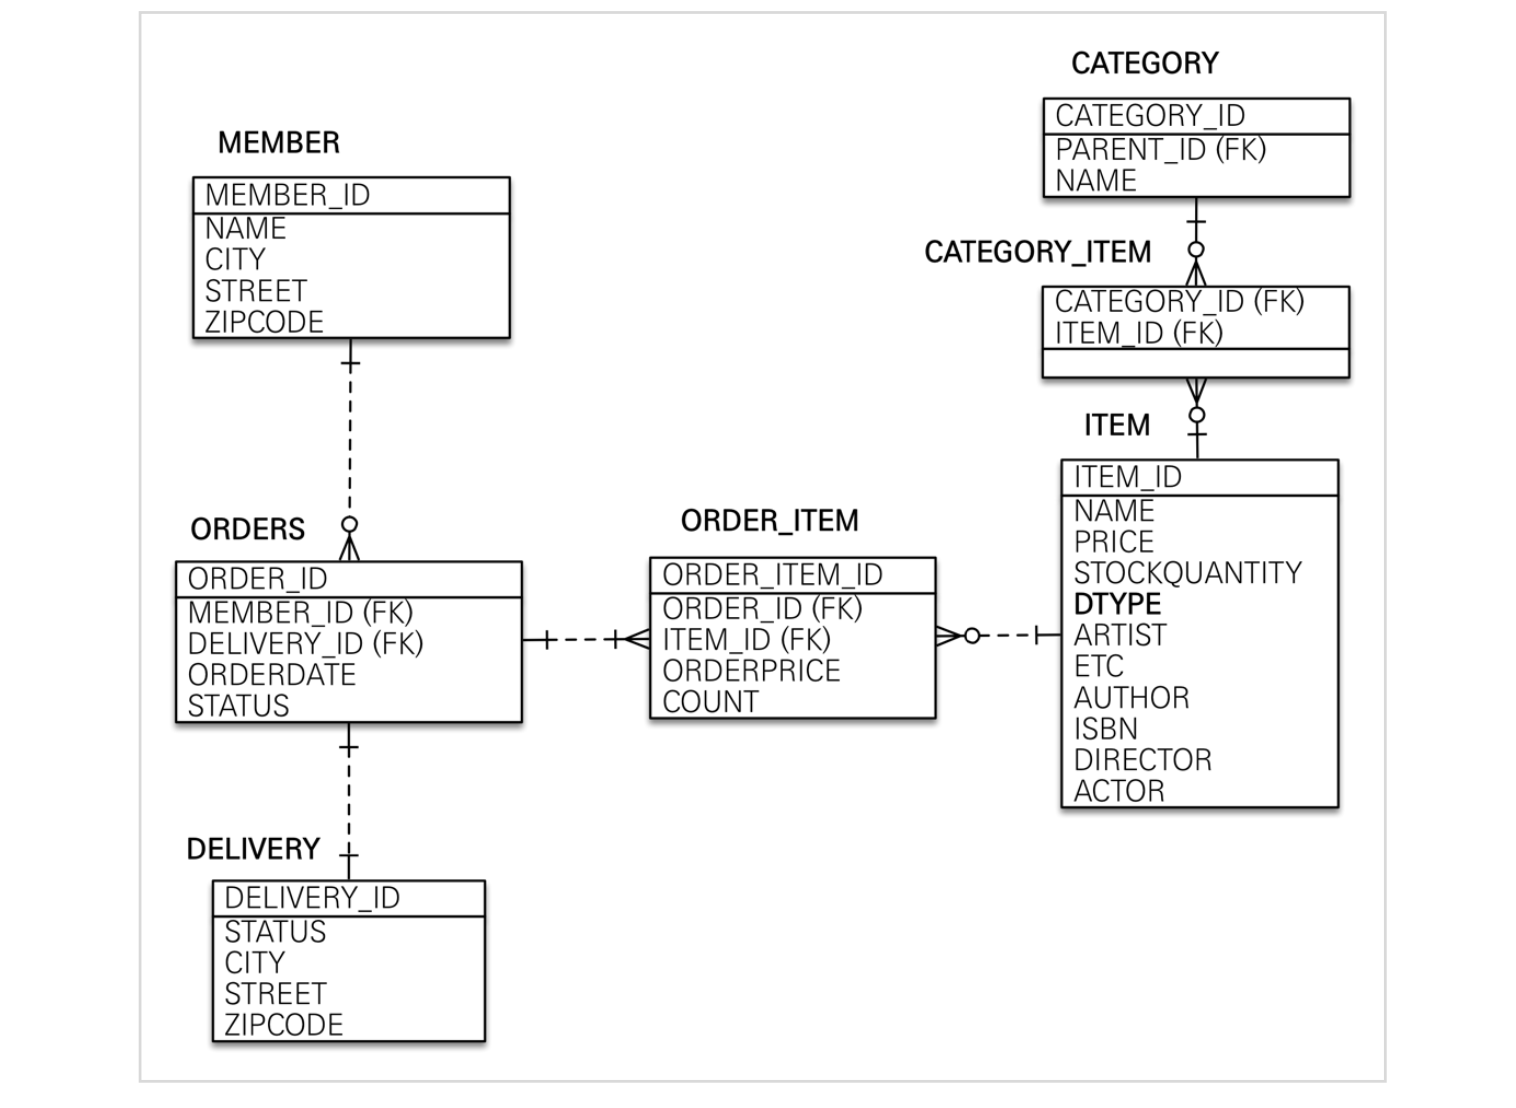 MEMBER
MEMBER_ID
NAME
CITY
STREET
ZIPCODE
ORDERS
ORDER_ID
MEMBER_ID (FK)
DELIVERY_ID (FK)
ORDERDATE
STATUS
DELIVERY
DELIVERY_ID
STATUS
CITY
STREET
ZIPCODE
ORDER_ITEM
ORDER_ITEM_ID
ORDER_ID (FK)
ITEM_ID (FK)
ORDERPRICE
COUNT
CATEGORY
CATEGORY_ID
PARENT_ID (FK)
NAME
CATEGORY_ITEM
CATEGORY_ID (FK)
ITEM_ID (FK)
ITEM
ITEM_ID
NAME
PRICE
STOCKQUANTITY
DTYPE
ARTIST
ETC
AUTHOR
ISBN
DIRECTOR
ACTOR